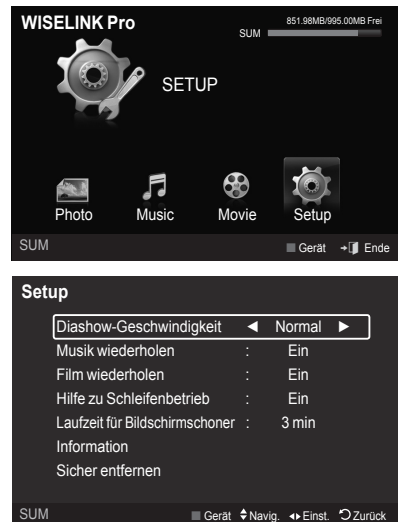 WISELINK Pro
851.98MB/995.00MB Frei
SUM
SETUP
Photo Music Movie Setup
SUM Gerät Ende
Setup
Diashow-Geschwindigkeit ◀ Normal ▶
Musik wiederholen : Ein
Film wiederholen : Ein
Hilfe zu Schleifenbetrieb : Ein
Laufzeit für Bildschirmschoner : 3 min
Information
Sicher entfernen
SUM Gerät Navig. Einst. Zurück